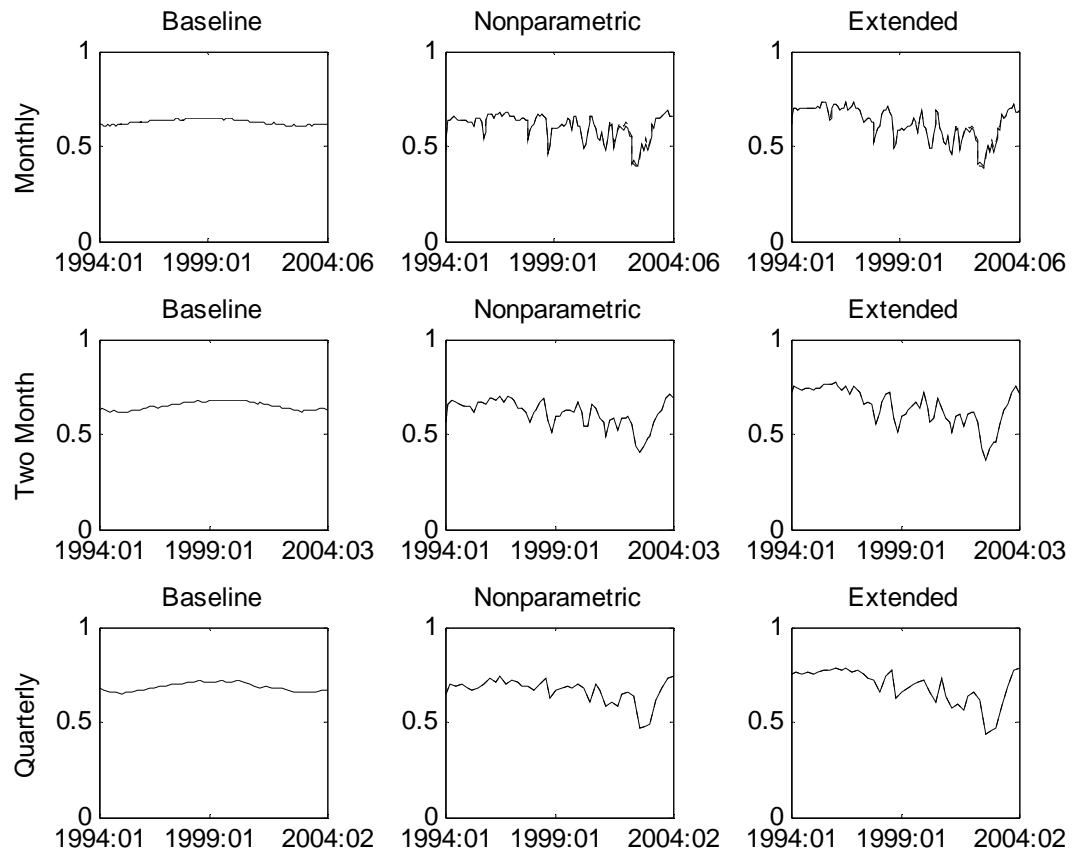 Baseline Nonparametric Extended
Monthly
1 1 1
0.5 0.5 0.5
0 0 0
1994:01 1999:01 2004:06 1994:01 1999:01 2004:06 1994:01 1999:01 2004:06
Baseline Nonparametric Extended
Two Month
1 1 1
0.5 0.5 0.5
0 0 0
1994:01 1999:01 2004:03 1994:01 1999:01 2004:03 1994:01 1999:01 2004:03
Baseline Nonparametric Extended
Quarterly
1 1 1
0.5 0.5 0.5
0 0 0
1994:01 1999:01 2004:02 1994:01 1999:01 2004:02 1994:01 1999:01 2004:02